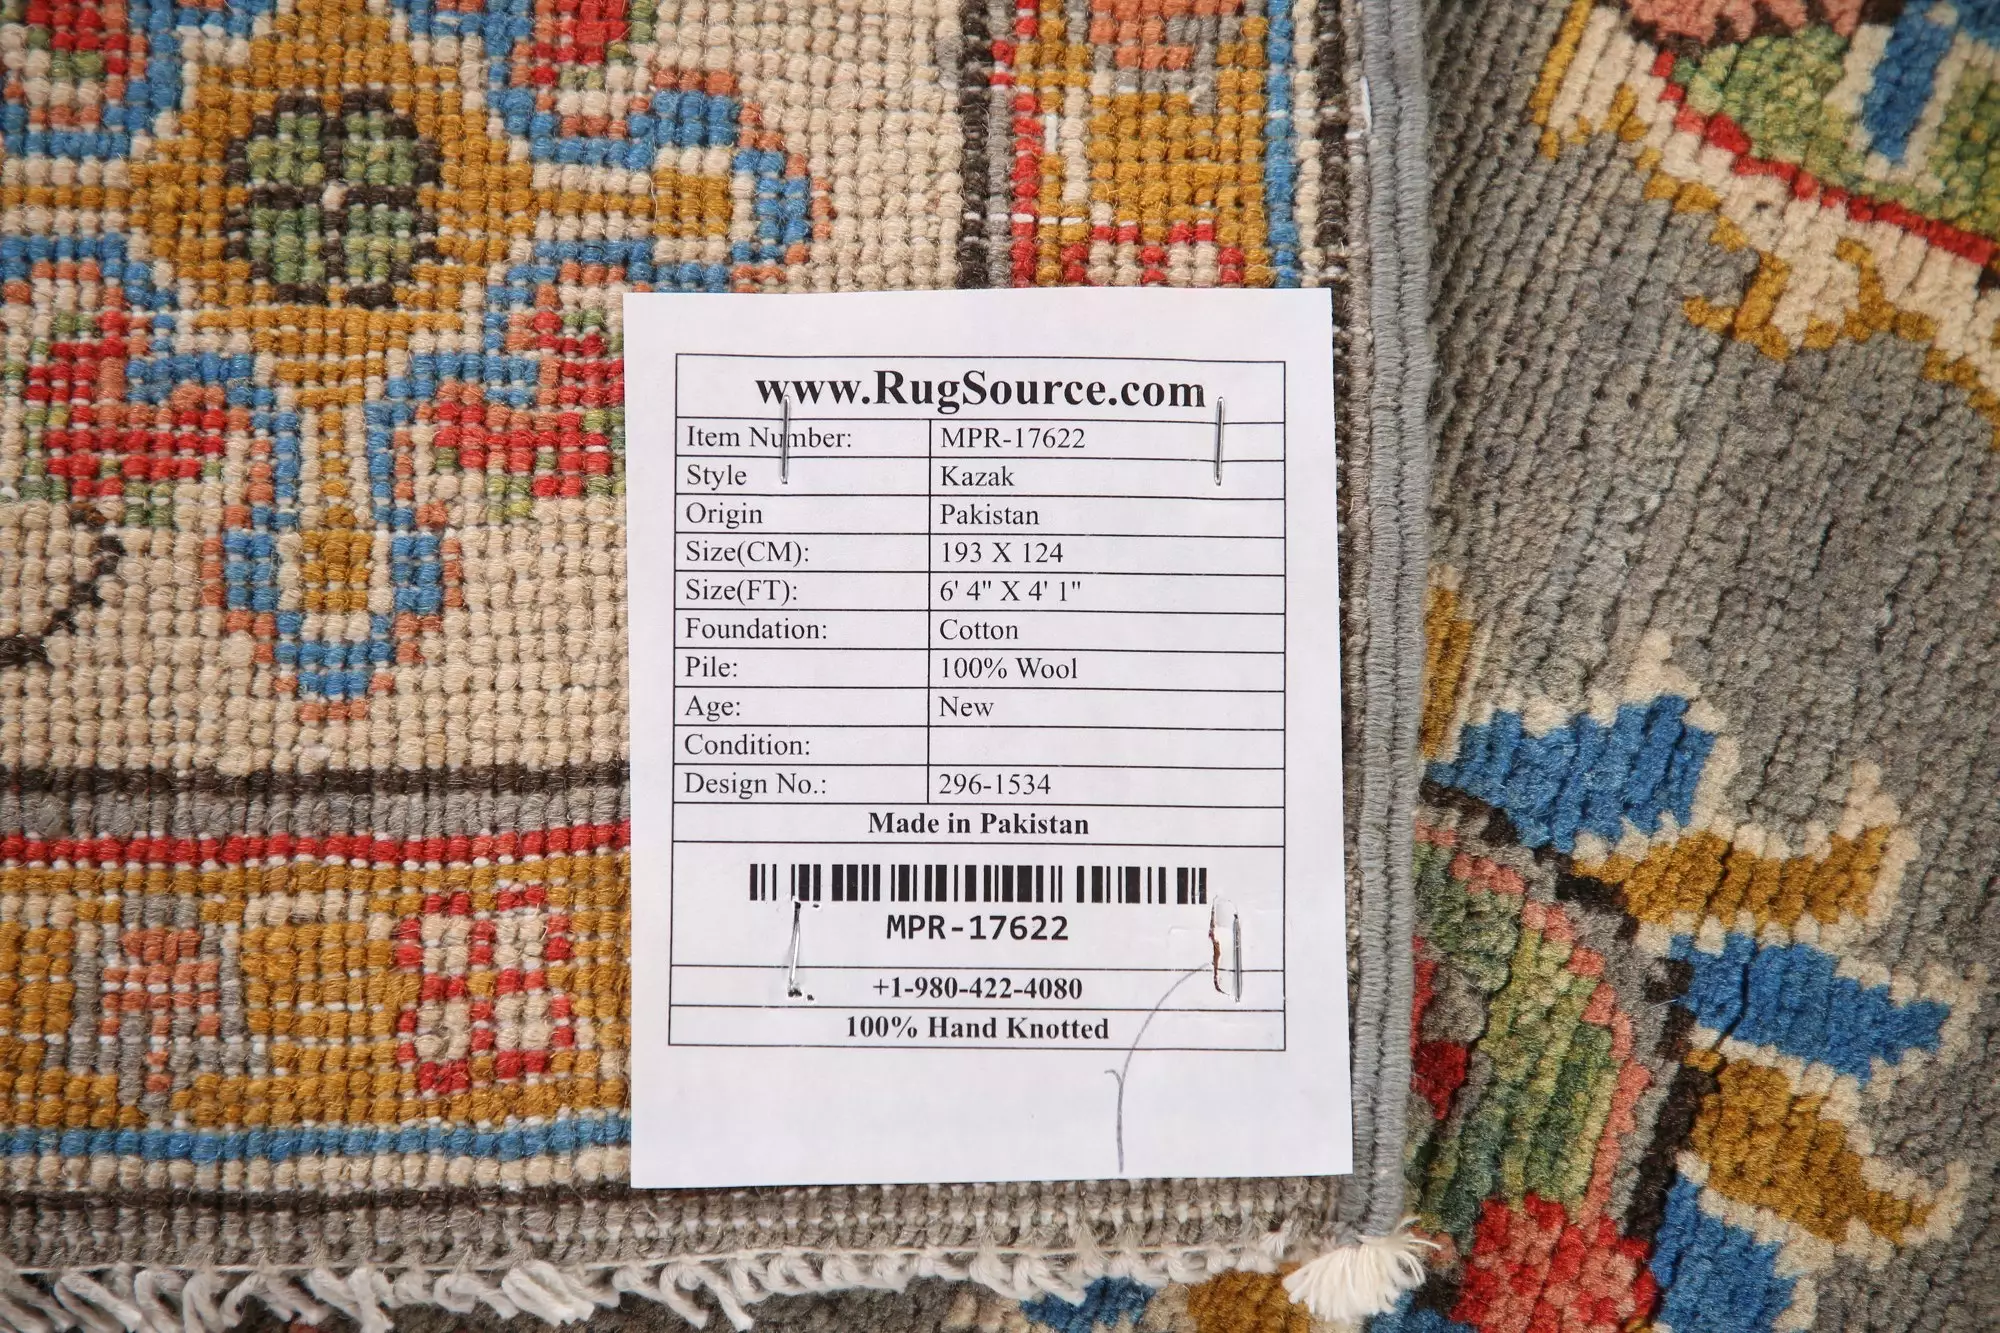 www.RugSource.com
Item Number: MPR-17622
Style Kazak
Origin Pakistan
Size(CM): 193 X 124
Size(FT): 6' 4" X 4' 1"
Foundation: Cotton
Pile: 100% Wool
Age: New
Condition:
Design No.: 296-1534
Made in Pakistan
MPR-17622
+1-980-422-4080
100% Hand Knotted